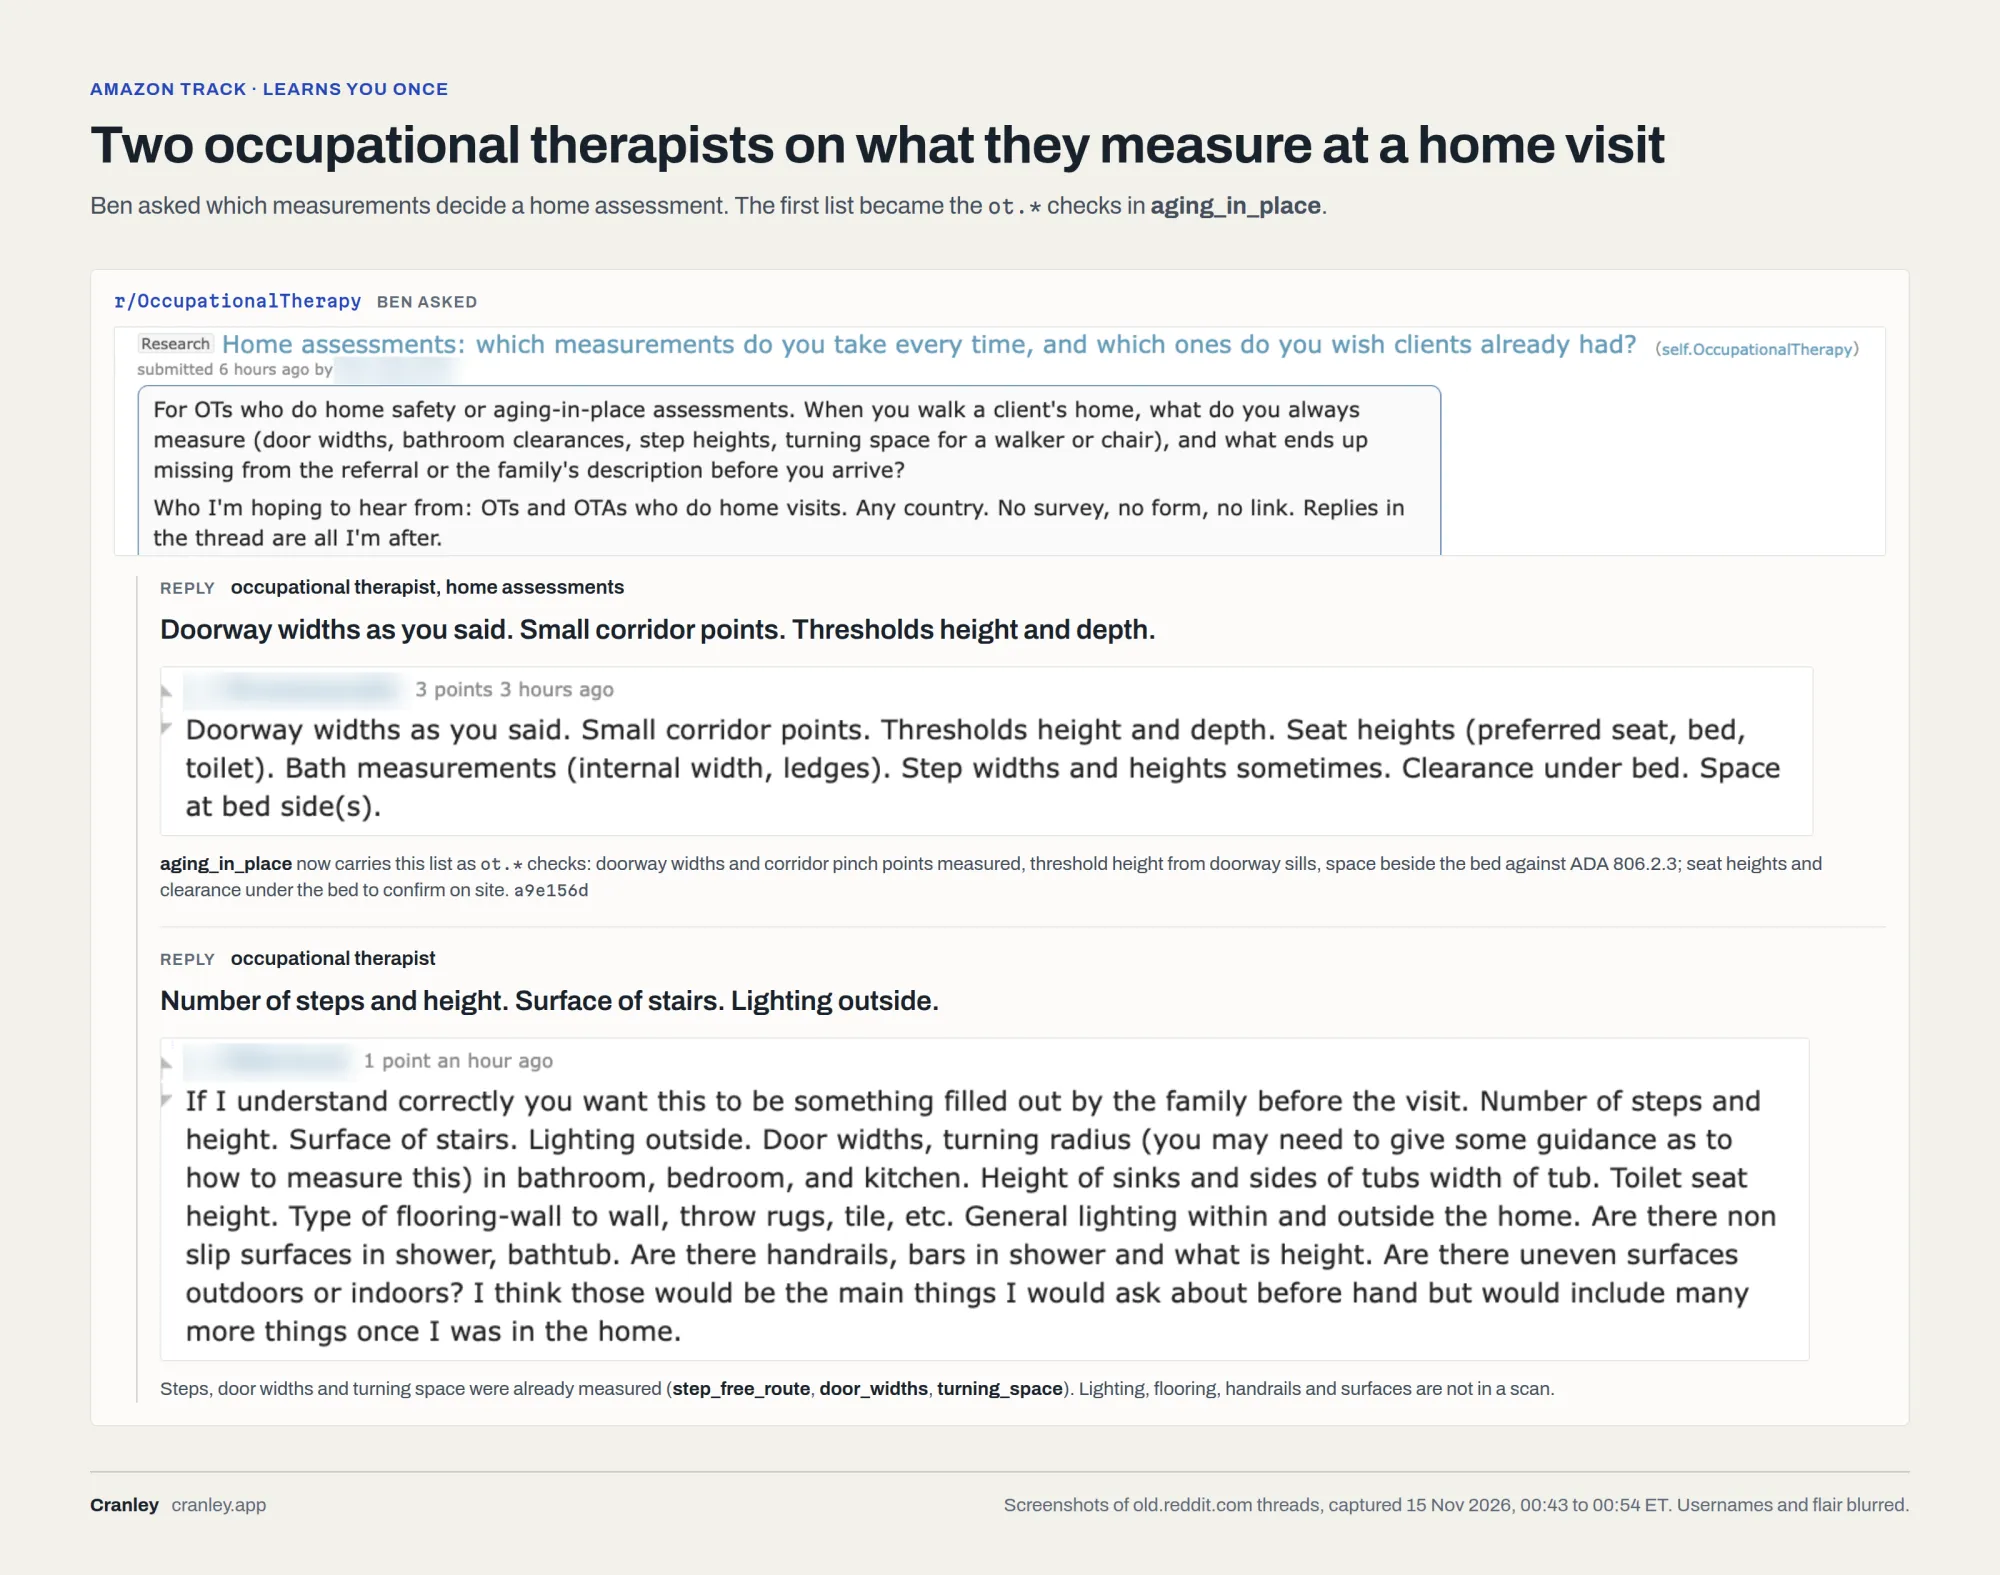 AMAZON TRACK · LEARNS YOU ONCE
Two occupational therapists on what they measure at a home visit
Ben asked which measurements decide a home assessment. The first list became the ot.* checks in aging_in_place.
r/OccupationalTherapy BEN ASKED
Research Home assessments: which measurements do you take every time, and which ones do you wish clients already had? (self.OccupationalTherapy)
submitted 6 hours ago by
For OTs who do home safety or aging-in-place assessments. When you walk a client's home, what do you always
measure (door widths, bathroom clearances, step heights, turning space for a walker or chair), and what ends up
missing from the referral or the family's description before you arrive?
Who I'm hoping to hear from: OTs and OTAs who do home visits. Any country. No survey, no form, no link. Replies in
the thread are all I'm after.
REPLY occupational therapist, home assessments
Doorway widths as you said. Small corridor points. Thresholds height and depth.
3 points 3 hours ago
Doorway widths as you said. Small corridor points. Thresholds height and depth. Seat heights (preferred seat, bed,
toilet). Bath measurements (internal width, ledges). Step widths and heights sometimes. Clearance under bed. Space
at bed side(s).
aging_in_place now carries this list as ot.* checks: doorway widths and corridor pinch points measured, threshold height from doorway sills, space beside the bed against ADA 806.2.3; seat heights and
clearance under the bed to confirm on site. a9e156d
REPLY occupational therapist
Number of steps and height. Surface of stairs. Lighting outside.
1 point an hour ago
If I understand correctly you want this to be something filled out by the family before the visit. Number of steps and
height. Surface of stairs. Lighting outside. Door widths, turning radius (you may need to give some guidance as to
how to measure this) in bathroom, bedroom, and kitchen. Height of sinks and sides of tubs width of tub. Toilet seat
height. Type of flooring-wall to wall, throw rugs, tile, etc. General lighting within and outside the home. Are there non
slip surfaces in shower, bathtub. Are there handrails, bars in shower and what is height. Are there uneven surfaces
outdoors or indoors? I think those would be the main things I would ask about before hand but would include many
more things once I was in the home.
Steps, door widths and turning space were already measured (step_free_route, door_widths, turning_space). Lighting, flooring, handrails and surfaces are not in a scan.
Cranley cranley.app
Screenshots of old.reddit.com threads, captured 15 Nov 2026, 00:43 to 00:54 ET. Usernames and flair blurred.